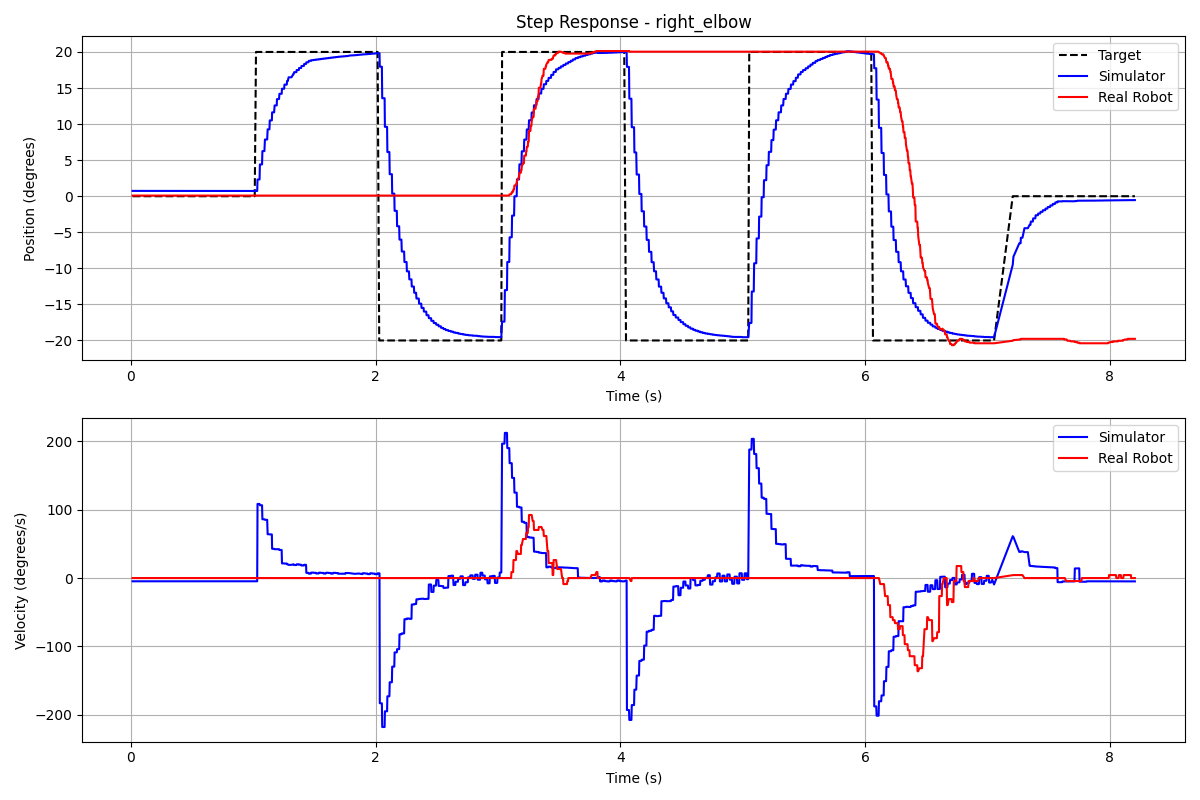 Step Response - right_elbow
Position (degrees)
20
15
10
5
0
−5
−10
−15
−20
Target
Simulator
Real Robot
0 2 4 6 8
Time (s)
Velocity (degrees/s)
200
100
0
−100
−200
Simulator
Real Robot
0 2 4 6 8
Time (s)